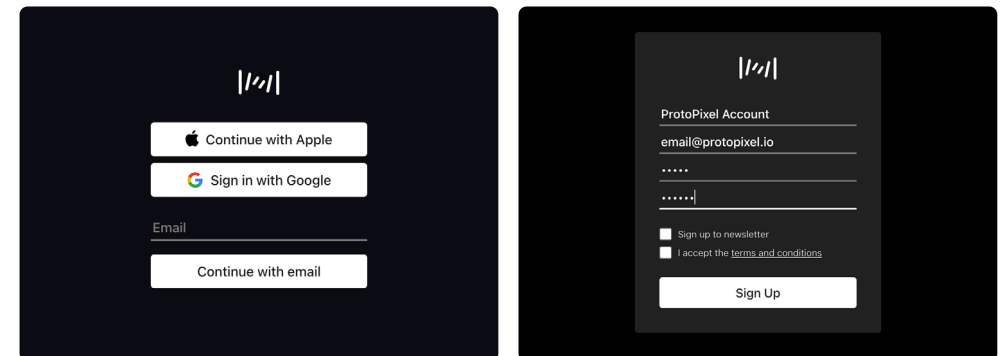 Continue with Apple
Sign in with Google
Email
Continue with email
ProtoPixel Account
email@protopixel.io
•••••
••••••
Sign up to newsletter
I accept the terms and conditions
Sign Up